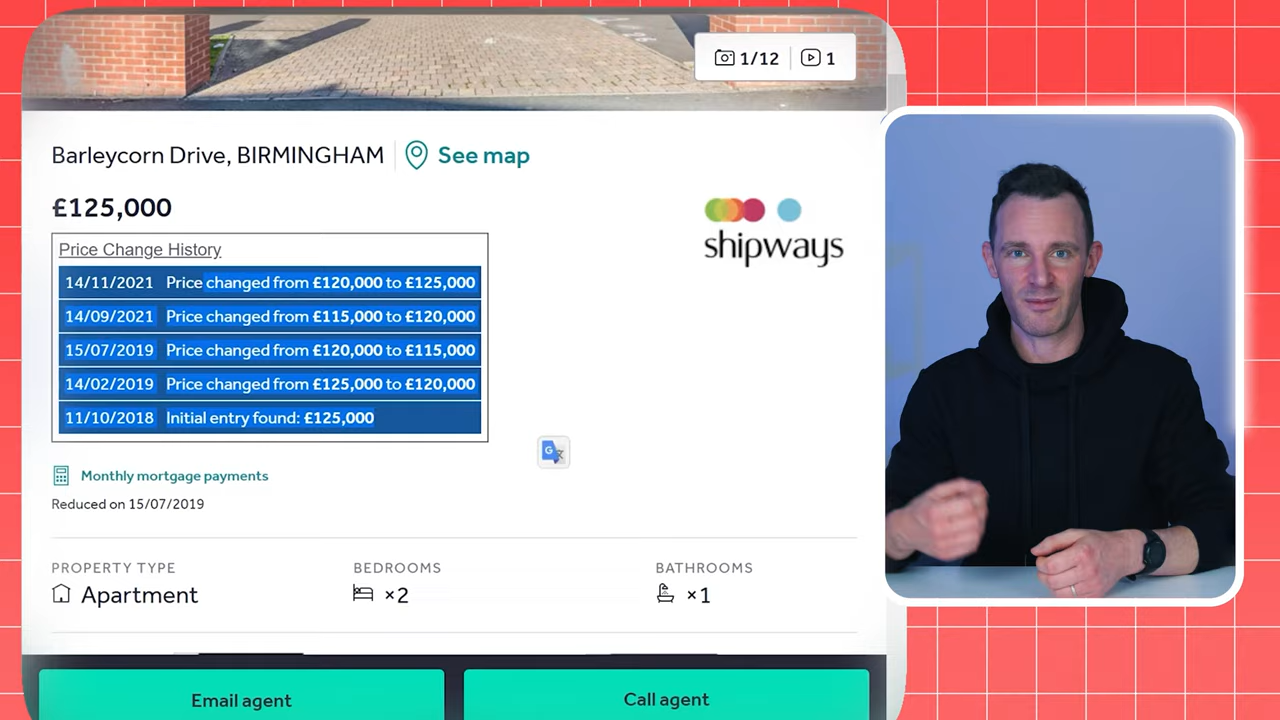 1/12 1
Barleycorn Drive, BIRMINGHAM See map
£125,000
shipways
Price Change History
14/11/2021 Price changed from £120,000 to £125,000
14/09/2021 Price changed from £115,000 to £120,000
15/07/2019 Price changed from £120,000 to £115,000
14/02/2019 Price changed from £125,000 to £120,000
11/10/2018 Initial entry found: £125,000
G
Monthly mortgage payments
Reduced on 15/07/2019
PROPERTY TYPE BEDROOMS BATHROOMS
Apartment ×2 ×1
Email agent Call agent